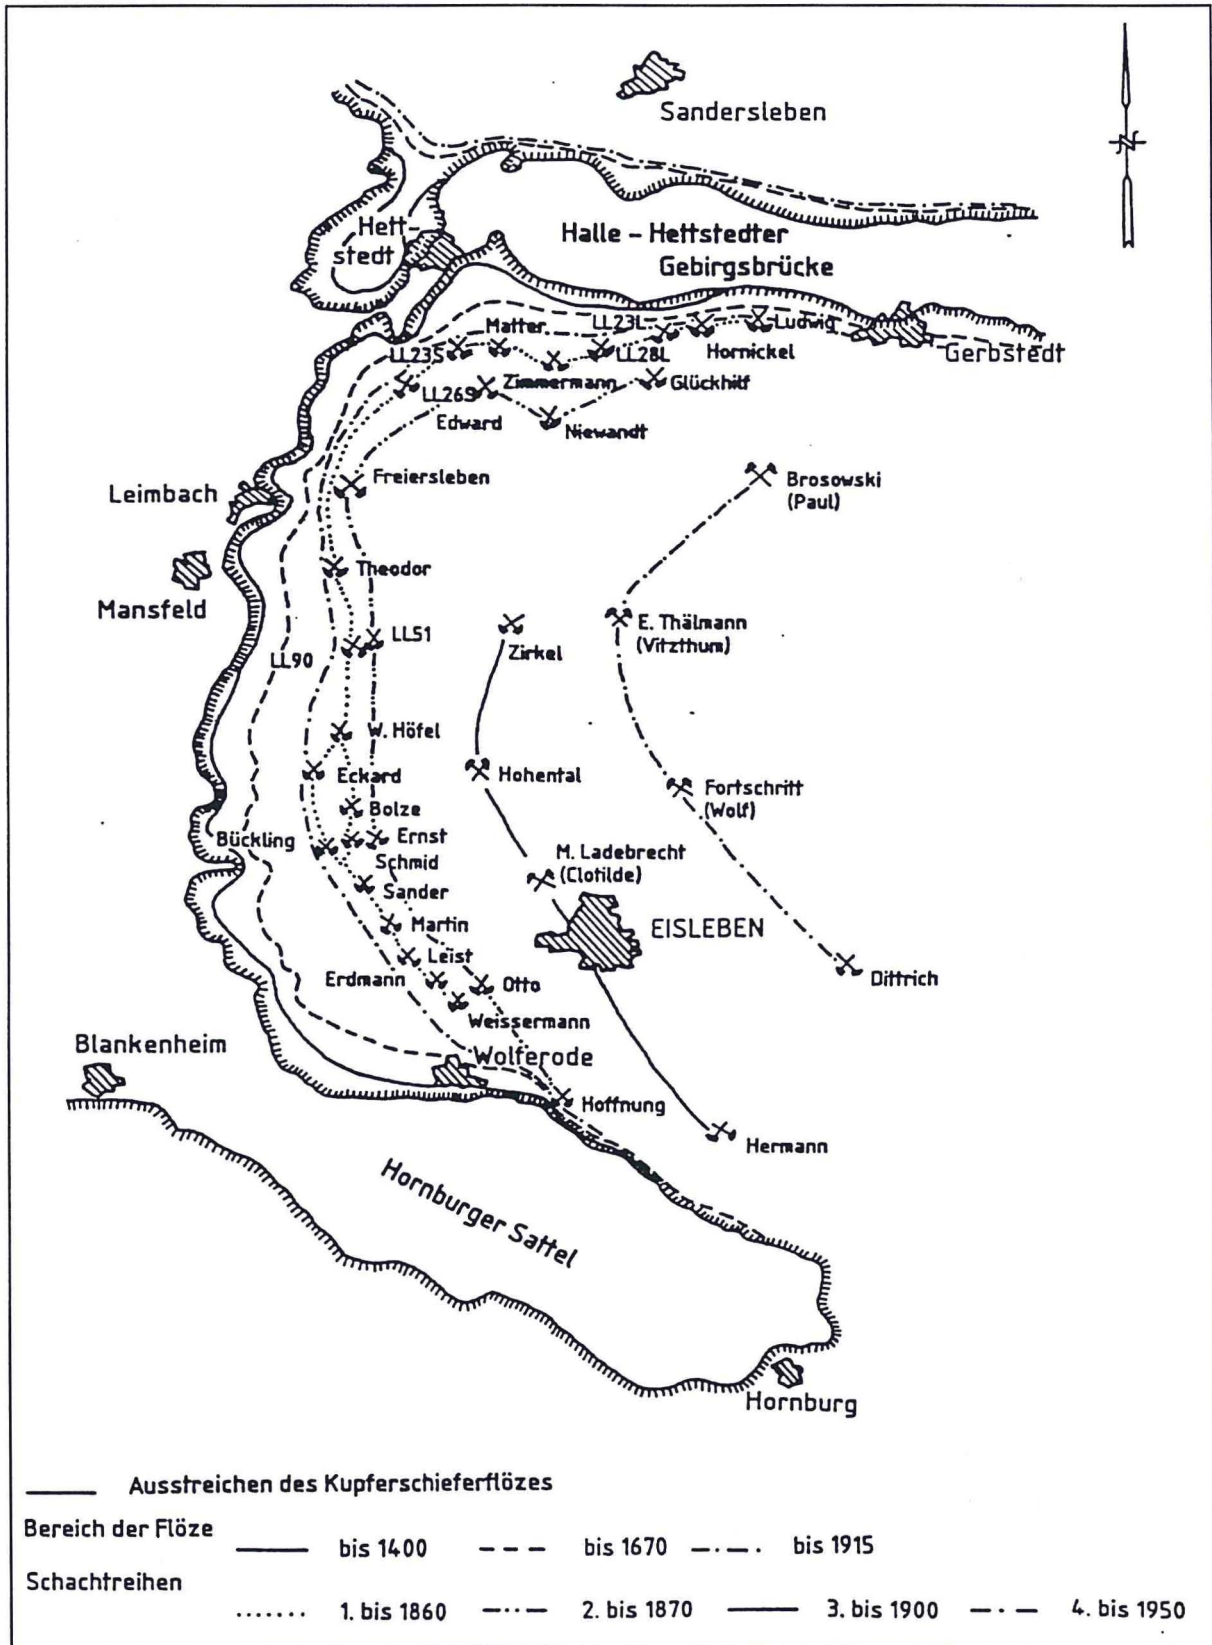 Sandersleben
Hett-
stedt
Halle - Hettstedter
Gebirgsbrücke
Matter
LL23L
Ludwig
LL23S
LL28L
Hornickel
Gerbstedt
LL26S
Zimmermann
Glückhilf
Edward
Niewandt
Freiersleben
Leimbach
Brosowski
(Paul)
Theodor
Mansfeld
LL51
E. Thälmann
(Vitzthum)
LL90
Zirkel
W. Höfel
Eckard
Hohental
Fortschritt
(Wolf)
Bolze
Bückling
Ernst
Schmid
M. Ladebrecht
(Clotilde)
Sander
Martin
EISLEBEN
Leist
Erdmann
Otto
Dittrich
Weissermann
Blankenheim
Wolferode
Hoffnung
Hermann
Hornburger Sattel
Hornburg
Ausstreichen des Kupferschieferflözes
Bereich der Flöze
bis 1400 bis 1670 bis 1915
Schachtreihen
1. bis 1860 2. bis 1870 3. bis 1900 4. bis 1950